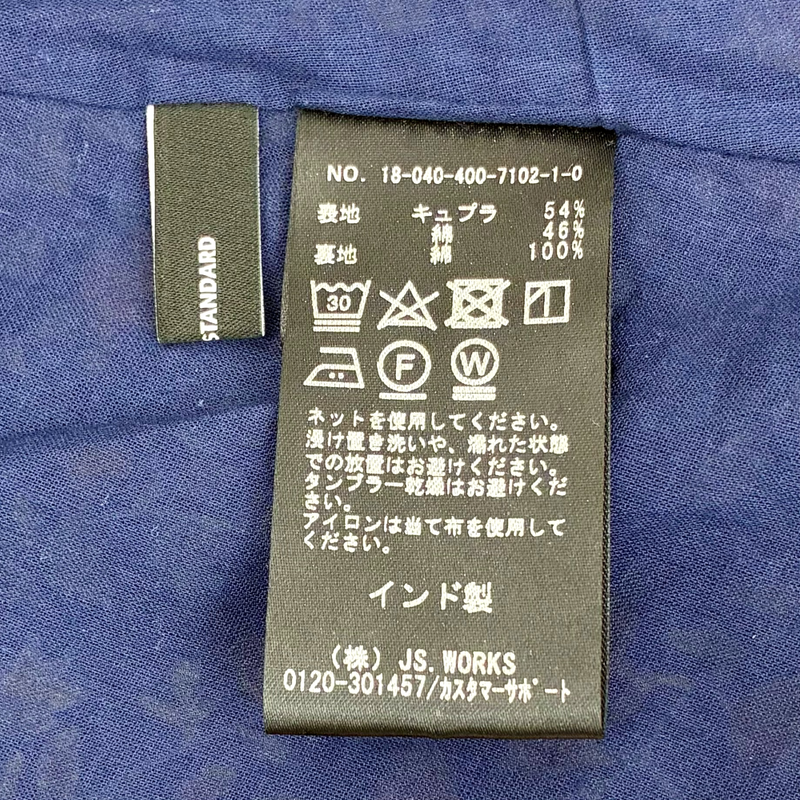 STANDARD
NO. 18-040-400-7102-1-0
表地 キュプラ 54%
綿 46%
裏地 綿 100%
30
F
W
ネットを使用してください。
浸け置き洗いや、濡れた状態
での放置はお避けください。
タンブラー乾燥はお避けくだ
さい。
アイロンは当て布を使用して
ください。
インド製
(株) JS.WORKS
0120-301457/カスタマーサポート